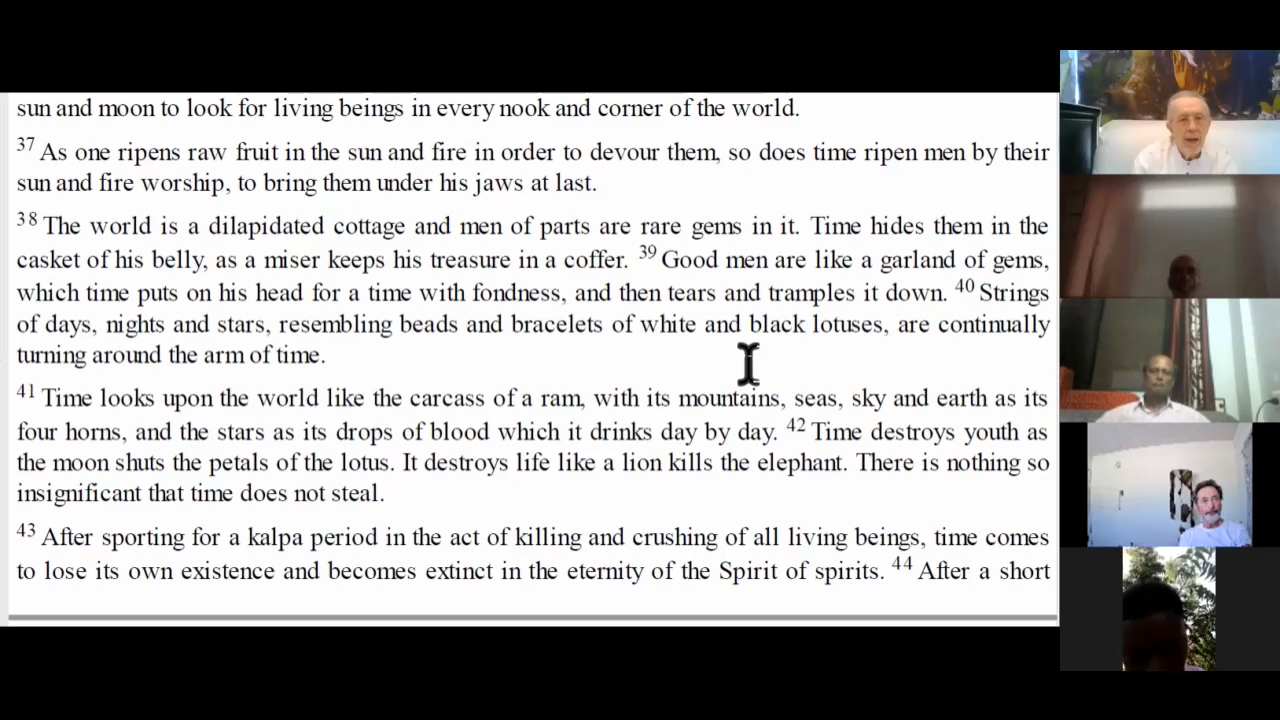 sun and moon to look for living beings in every nook and corner of the world.
37 As one ripens raw fruit in the sun and fire in order to devour them, so does time ripen men by their
sun and fire worship, to bring them under his jaws at last.
38 The world is a dilapidated cottage and men of parts are rare gems in it. Time hides them in the
casket of his belly, as a miser keeps his treasure in a coffer. 39 Good men are like a garland of gems,
which time puts on his head for a time with fondness, and then tears and tramples it down. 40 Strings
of days, nights and stars, resembling beads and bracelets of white and black lotuses, are continually
turning around the arm of time.
41 Time looks upon the world like the carcass of a ram, with its mountains, seas, sky and earth as its
four horns, and the stars as its drops of blood which it drinks day by day. 42 Time destroys youth as
the moon shuts the petals of the lotus. It destroys life like a lion kills the elephant. There is nothing so
insignificant that time does not steal.
43 After sporting for a kalpa period in the act of killing and crushing of all living beings, time comes
to lose its own existence and becomes extinct in the eternity of the Spirit of spirits. 44 After a short